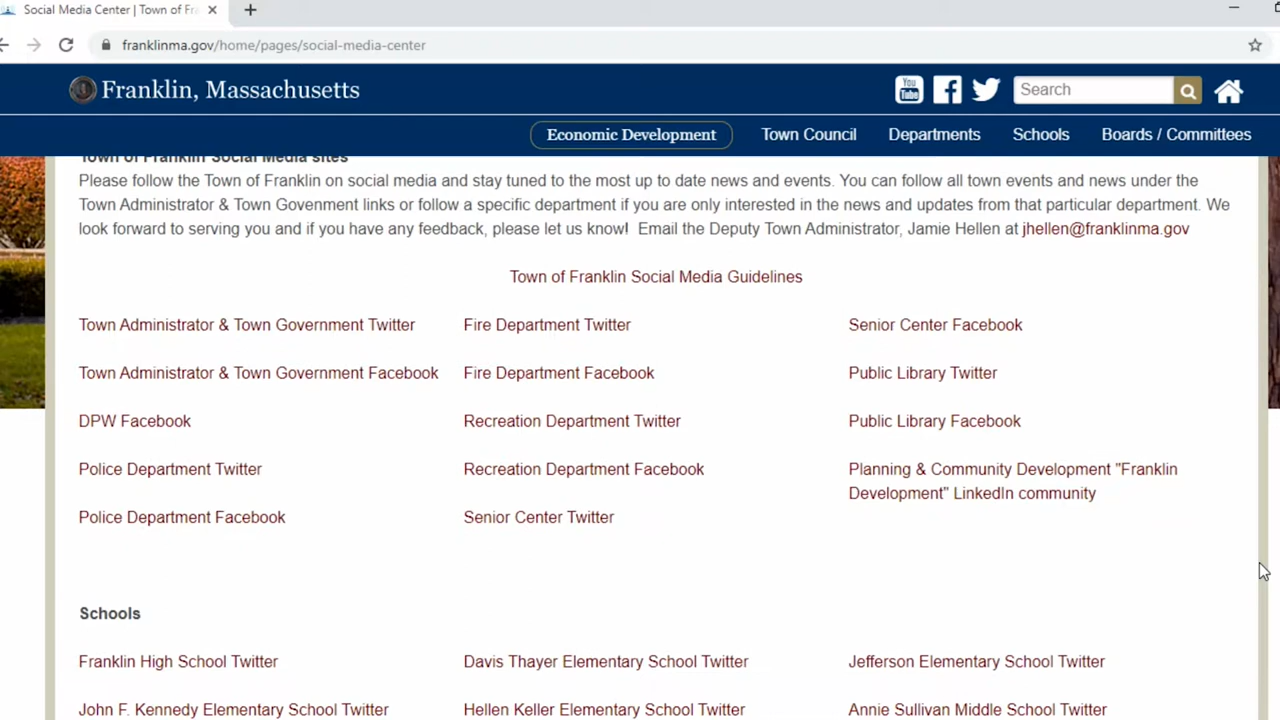 Social Media Center | Town of Fr
franklinma.gov/home/pages/social-media-center
Franklin, Massachusetts
You Tube
Search
Economic Development Town Council Departments Schools Boards / Committees
Town of Franklin Social Media sites
Please follow the Town of Franklin on social media and stay tuned to the most up to date news and events. You can follow all town events and news under the
Town Administrator & Town Govenment links or follow a specific department if you are only interested in the news and updates from that particular department. We
look forward to serving you and if you have any feedback, please let us know! Email the Deputy Town Administrator, Jamie Hellen at jhellen@franklinma.gov
Town of Franklin Social Media Guidelines
Town Administrator & Town Government Twitter Fire Department Twitter Senior Center Facebook
Town Administrator & Town Government Facebook Fire Department Facebook Public Library Twitter
DPW Facebook Recreation Department Twitter Public Library Facebook
Police Department Twitter Recreation Department Facebook Planning & Community Development "Franklin
Development" LinkedIn community
Police Department Facebook Senior Center Twitter
Schools
Franklin High School Twitter Davis Thayer Elementary School Twitter Jefferson Elementary School Twitter
John F. Kennedy Elementary School Twitter Hellen Keller Elementary School Twitter Annie Sullivan Middle School Twitter